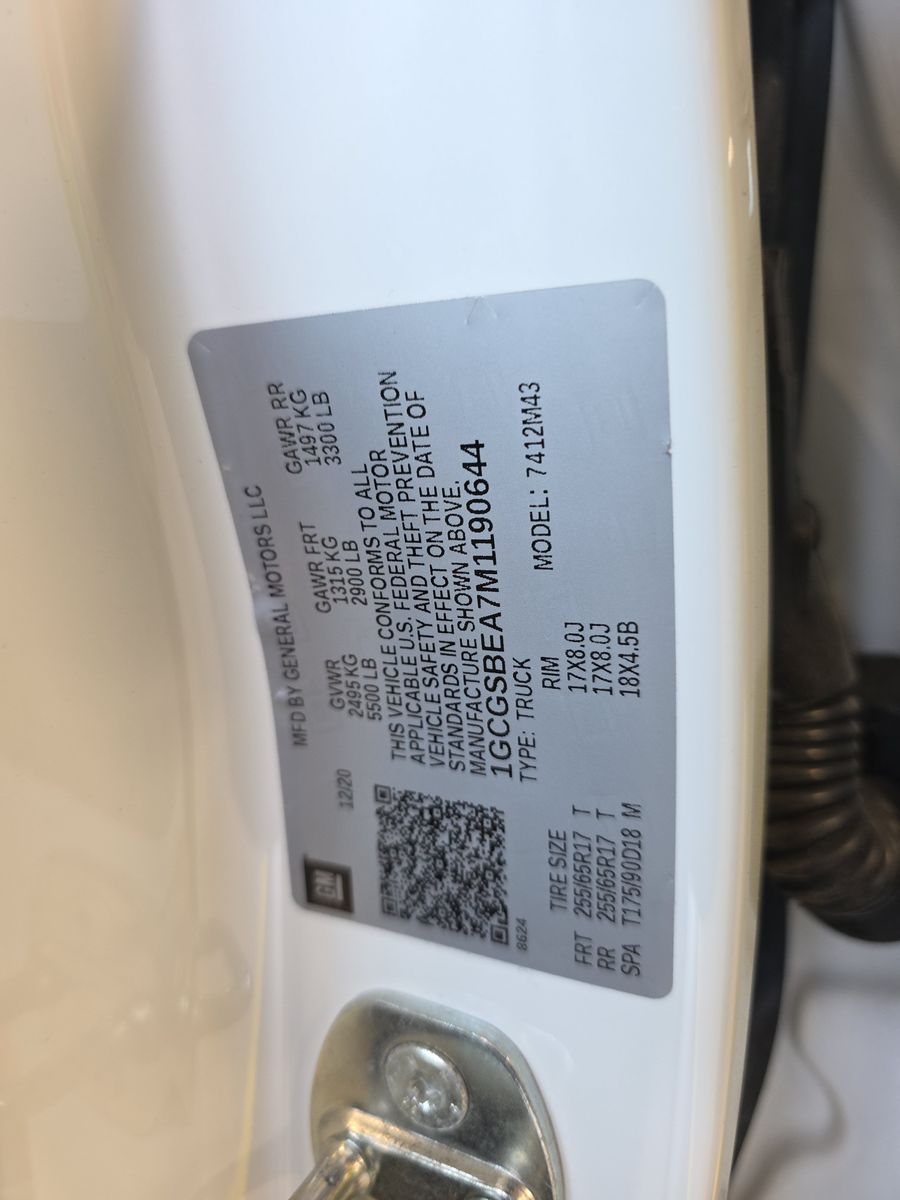 GM
MFD BY GENERAL MOTORS LLC
12/20
GVWR GAWR FRT GAWR RR
2495 KG 1315 KG 1497 KG
5500 LB 2900 LB 3300 LB
THIS VEHICLE CONFORMS TO ALL
APPLICABLE U.S. FEDERAL MOTOR
VEHICLE SAFETY AND THEFT PREVENTION
STANDARDS IN EFFECT ON THE DATE OF
MANUFACTURE SHOWN ABOVE.
1GCGSBEA7M1190644
8624
TYPE: TRUCK MODEL: 7412M43
TIRE SIZE RIM
FRT 255/65R17 T 17X8.0J
RR 255/65R17 T 17X8.0J
SPA T175/90D18 M 18X4.5B